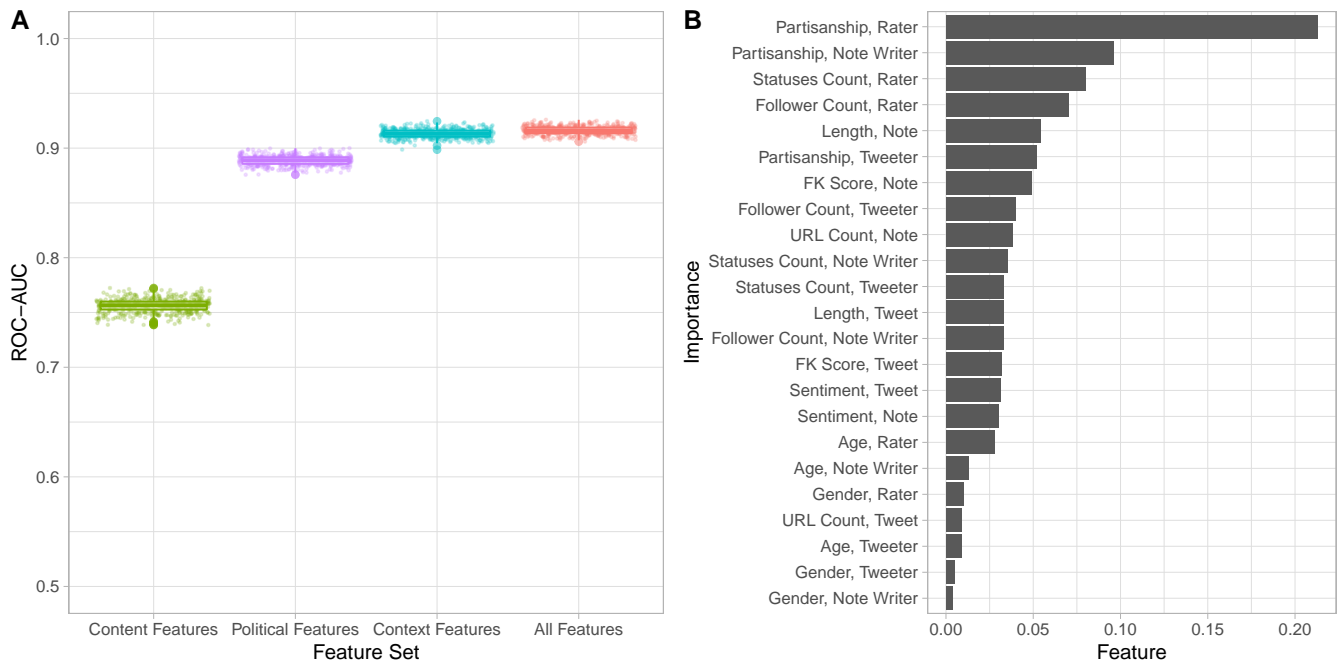 A
1.0
0.9
0.8
0.7
0.6
0.5
ROC−AUC
Content Features
Political Features
Context Features
All Features
Feature Set
B
Partisanship, Rater
Partisanship, Note Writer
Statuses Count, Rater
Follower Count, Rater
Length, Note
Partisanship, Tweeter
FK Score, Note
Follower Count, Tweeter
URL Count, Note
Statuses Count, Note Writer
Statuses Count, Tweeter
Length, Tweet
Follower Count, Note Writer
FK Score, Tweet
Sentiment, Tweet
Sentiment, Note
Age, Rater
Age, Note Writer
Gender, Rater
URL Count, Tweet
Age, Tweeter
Gender, Tweeter
Gender, Note Writer
Importance
0.00
0.05
0.10
0.15
0.20
Feature